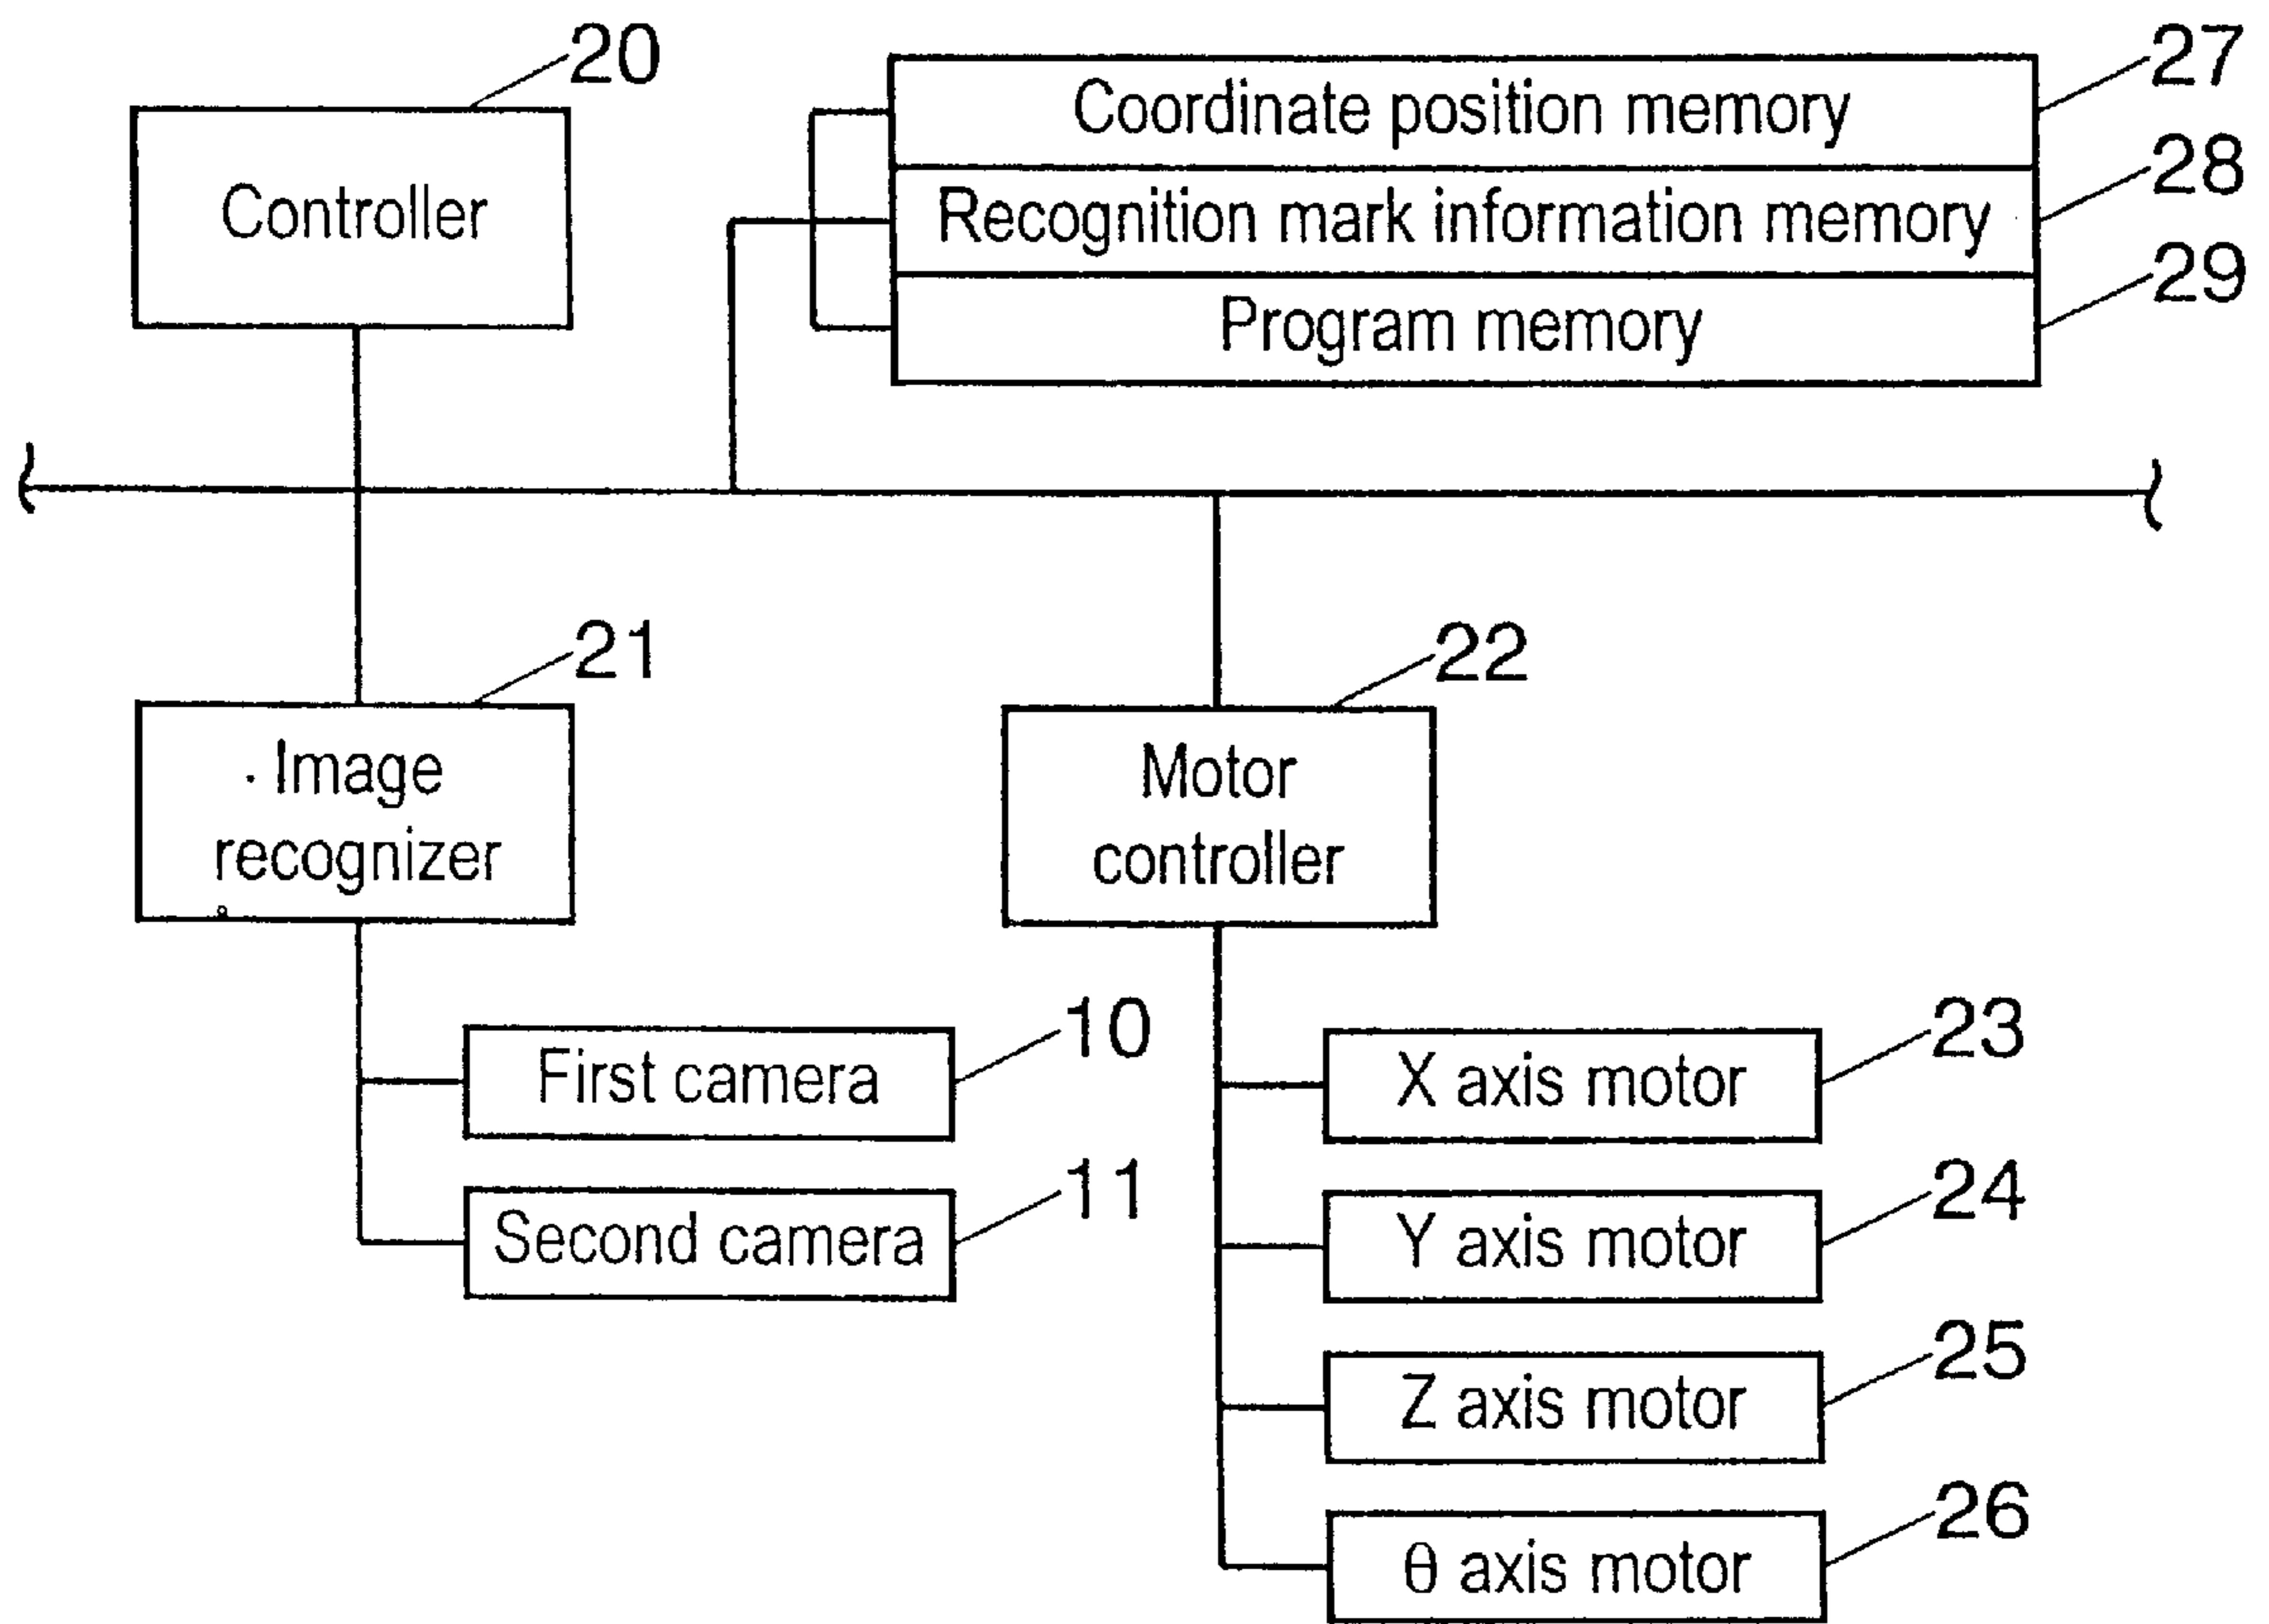 20
Controller
Coordinate position memory
27
Recognition mark information memory
28
Program memory
29
21
Image
recognizer
22
Motor
controller
First camera
10
Second camera
11
X axis motor
23
Y axis motor
24
Z axis motor
25
θ axis motor
26